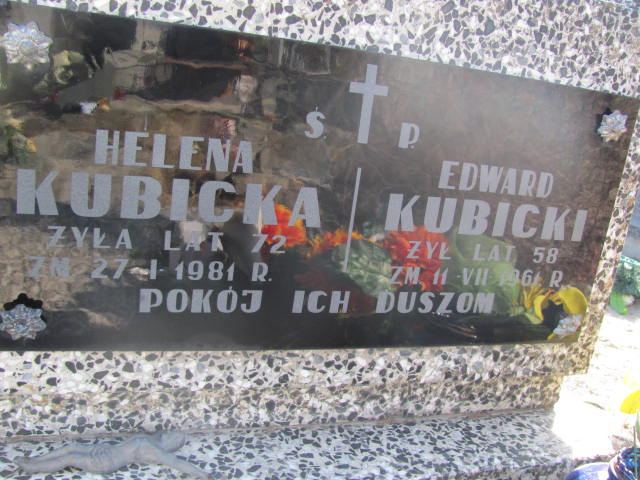 Ś. P.
HELENA
KUBICKA
ŻYŁA LAT 72
ZM 27-I-1981 R.
EDWARD
KUBICKI
ŻYŁ LAT 58
ZM 11-VII-1961 R.
POKÓJ ICH DUSZOM